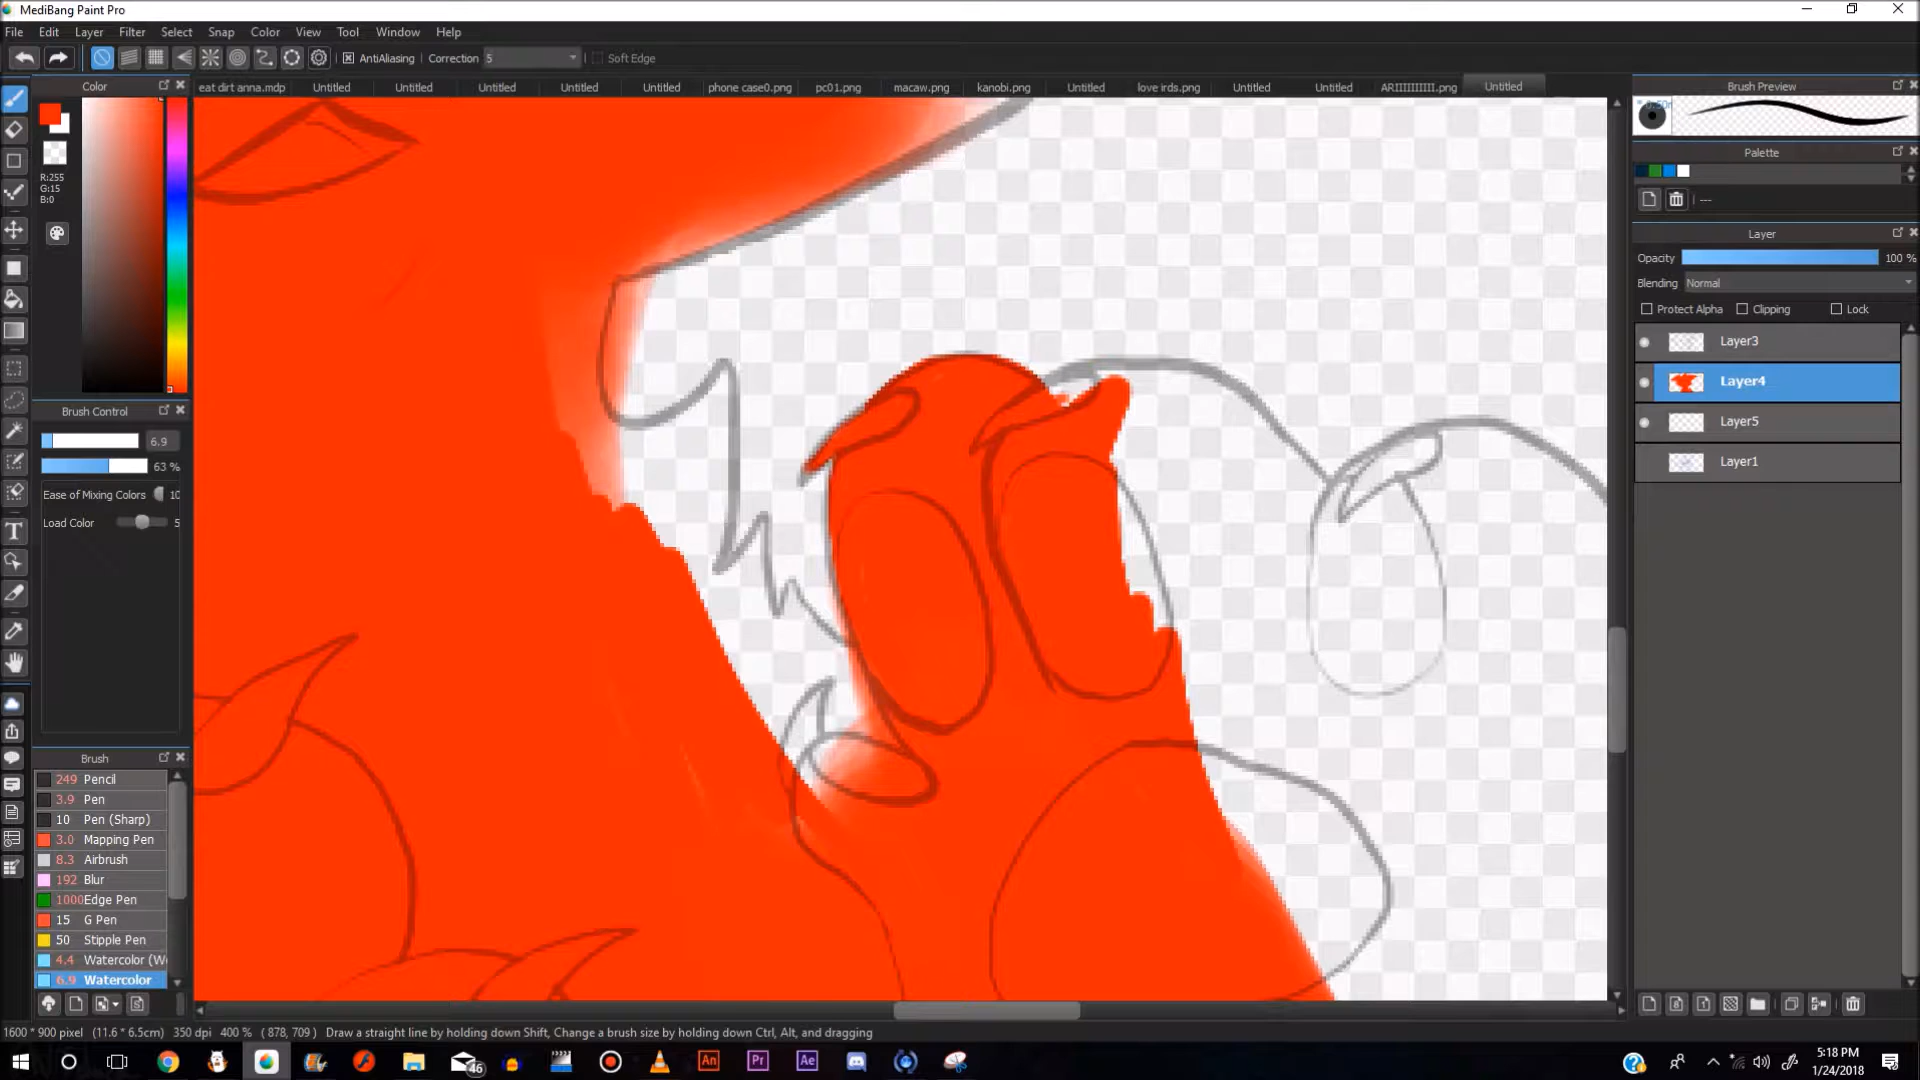 MediBang Paint Pro
File Edit Layer Filter Select Snap Color View Tool Window Help
AntiAliasing Correction 5 Soft Edge
Color
eat dirt anna.mdp Untitled Untitled Untitled Untitled Untitled phone case0.png pc01.png macaw.png kanobi.png Untitled love irds.png Untitled Untitled ARIIIIIIIIII.png Untitled
R:255
G:15
B:0
Brush Control
6.9
63 %
Ease of Mixing Colors 10
Load Color 5
Brush
249 Pencil
3.9 Pen
10 Pen (Sharp)
3.0 Mapping Pen
8.3 Airbrush
192 Blur
1000 Edge Pen
15 G Pen
50 Stipple Pen
4.4 Watercolor (W
6.9 Watercolor
Brush Preview
Palette
---
Layer
Opacity 100 %
Blending Normal
Protect Alpha Clipping Lock
Layer3
Layer4
Layer5
Layer1
1600 * 900 pixel (11.6 * 6.5cm) 350 dpi 400 % ( 878, 709 ) Draw a straight line by holding down Shift, Change a brush size by holding down Ctrl, Alt, and dragging
T
46
An
Pr
Ae
5:18 PM
1/24/2018